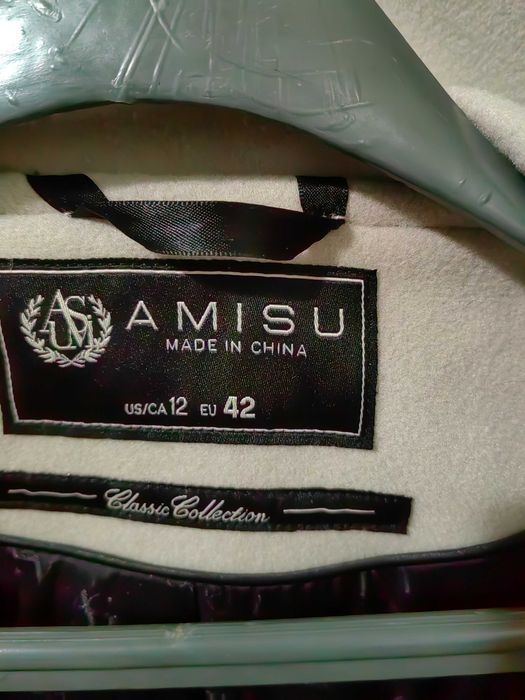 AMISU
MADE IN CHINA
US/CA 12 EU 42
Classic Collection